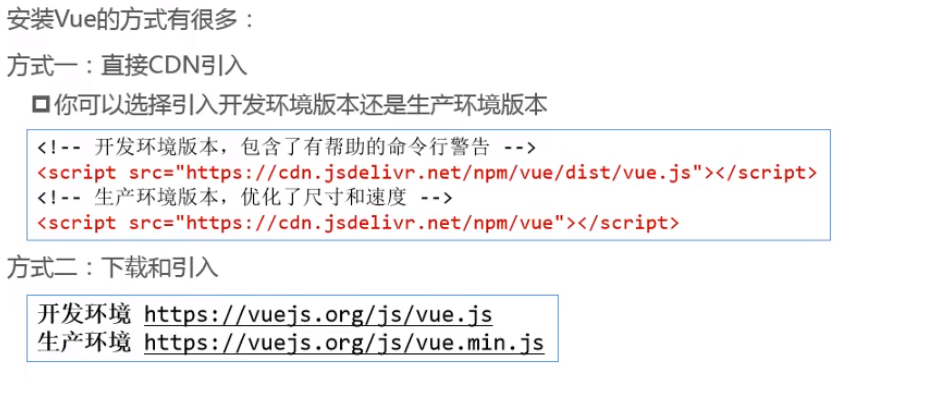 安装Vue的方式有很多：
方式一：直接CDN引入
你可以选择引入开发环境版本还是生产环境版本
<!-- 开发环境版本，包含了有帮助的命令行警告 -->
<script src="https://cdn.jsdelivr.net/npm/vue/dist/vue.js"></script>
<!-- 生产环境版本，优化了尺寸和速度 -->
<script src="https://cdn.jsdelivr.net/npm/vue"></script>
方式二：下载和引入
开发环境 https://vuejs.org/js/vue.js
生产环境 https://vuejs.org/js/vue.min.js